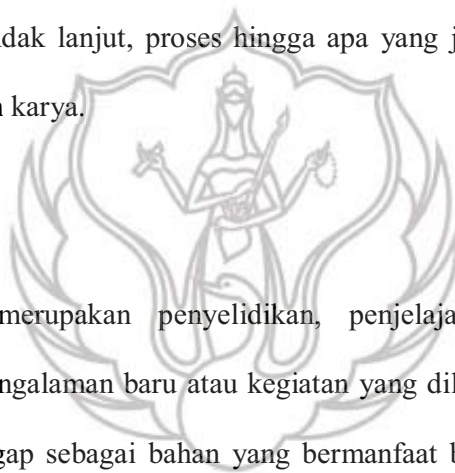 dak lanjut, proses hingga apa yang j
karya.
merupakan penyelidikan, penjelaja
ngalaman baru atau kegiatan yang dil
gap sebagai bahan yang bermanfaat b